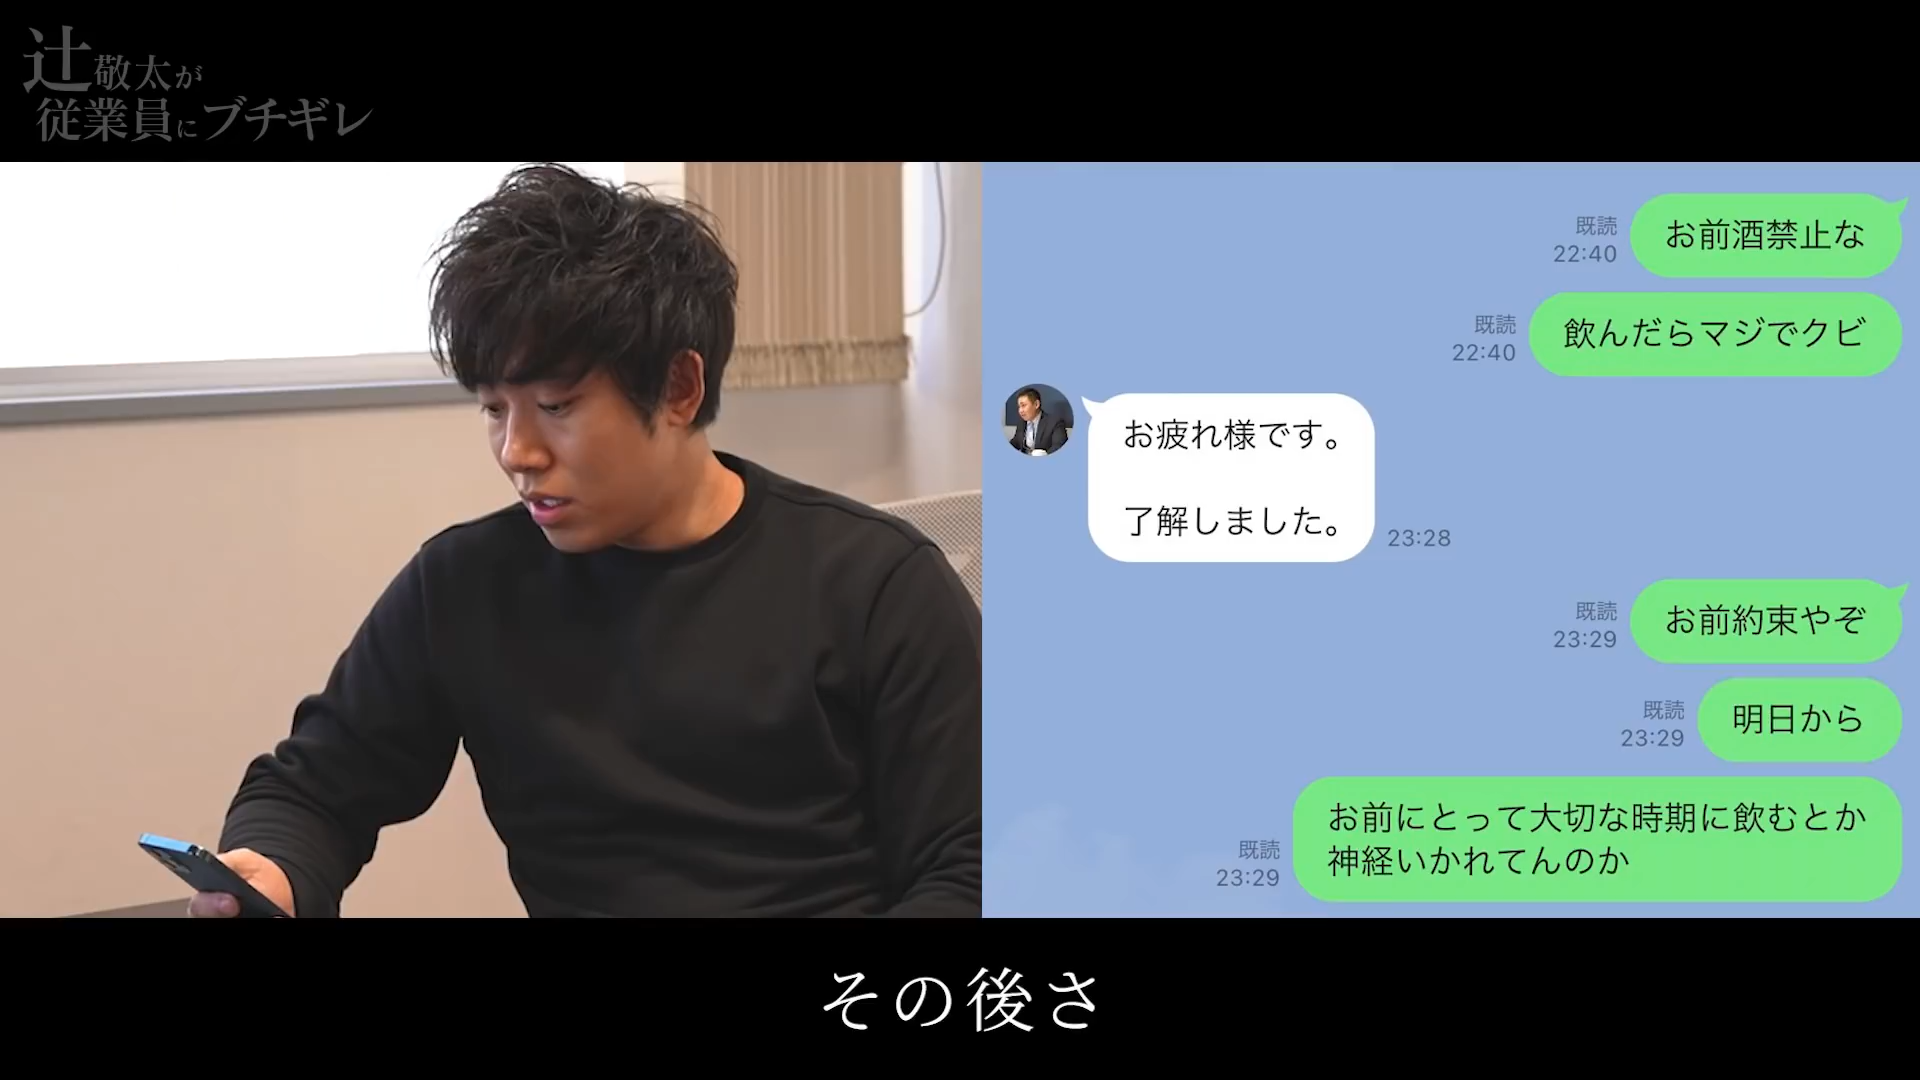 辻敬太が
従業員にブチギレ
既読
22:40
お前酒禁止な
既読
22:40
飲んだらマジでクビ
お疲れ様です。
了解しました。
23:28
既読
23:29
お前約束やぞ
既読
23:29
明日から
既読
23:29
お前にとって大切な時期に飲むとか
神経いかれてんのか
その後さ